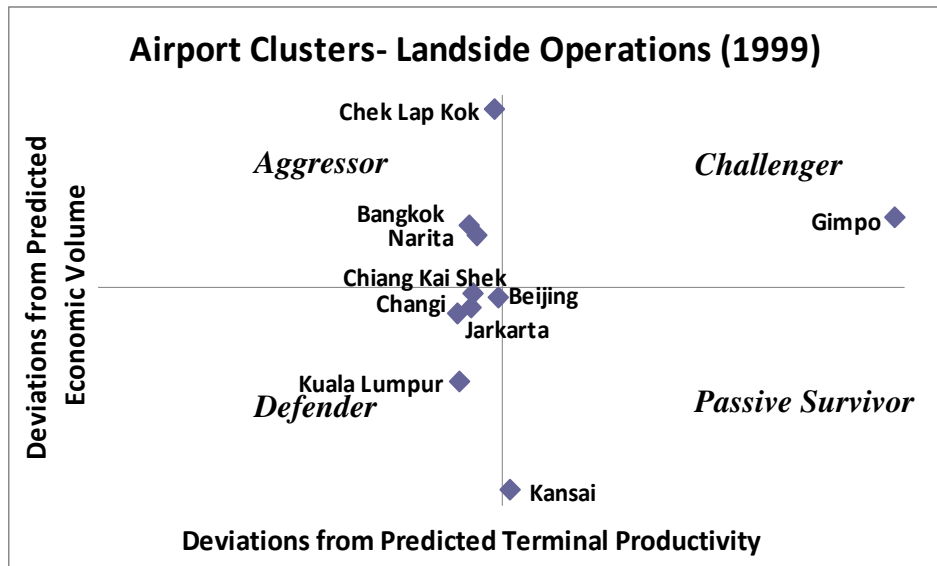 Airport Clusters- Landside Operations (1999)
Deviations from Predicted
Economic Volume
Chek Lap Kok
Aggressor
Challenger
Bangkok
Narita
Gimpo
Chiang Kai Shek
Changi
Beijing
Jarkarta
Kuala Lumpur
Defender
Passive Survivor
Kansai
Deviations from Predicted Terminal Productivity